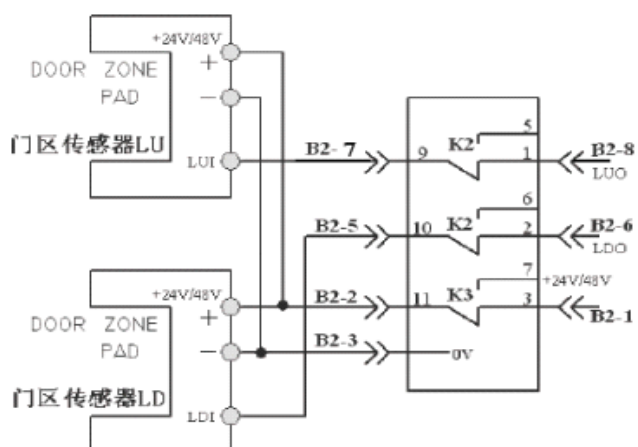 +24V/48V
+
DOOR ZONE
PAD
−
门区传感器LU
LUI
B2-7
9
K2
5
1
B2-8
LUO
B2-5
10
K2
6
2
B2-6
LDO
+24V/48V
+
B2-2
11
K3
7
+24V/48V
3
B2-1
DOOR ZONE
PAD
−
B2-3
0V
门区传感器LD
LDI